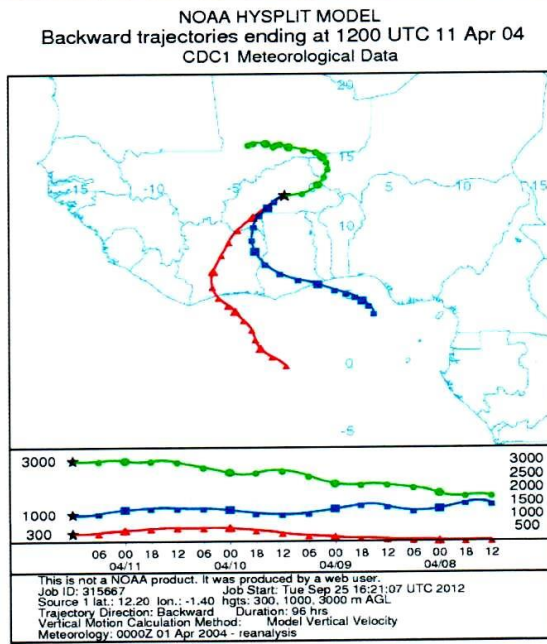 NOAA HYSPLIT MODEL
Backward trajectories ending at 1200 UTC 11 Apr 04
CDC1 Meteorological Data
20
15
-15 -10 -5 5 10 15
10
0
-5
3000 3000
2500
2000
1500
1000 1000
500
300
06 00 18 12 06 00 18 12 06 00 18 12 06 00 18 12
04/11 04/10 04/09 04/08
This is not a NOAA product. It was produced by a web user.
Job ID: 315667 Job Start: Tue Sep 25 16:21:07 UTC 2012
Source 1 lat.: 12.20 lon.: -1.40 hgts: 300, 1000, 3000 m AGL
Trajectory Direction: Backward Duration: 96 hrs
Vertical Motion Calculation Method: Model Vertical Velocity
Meteorology: 0000Z 01 Apr 2004 - reanalysis